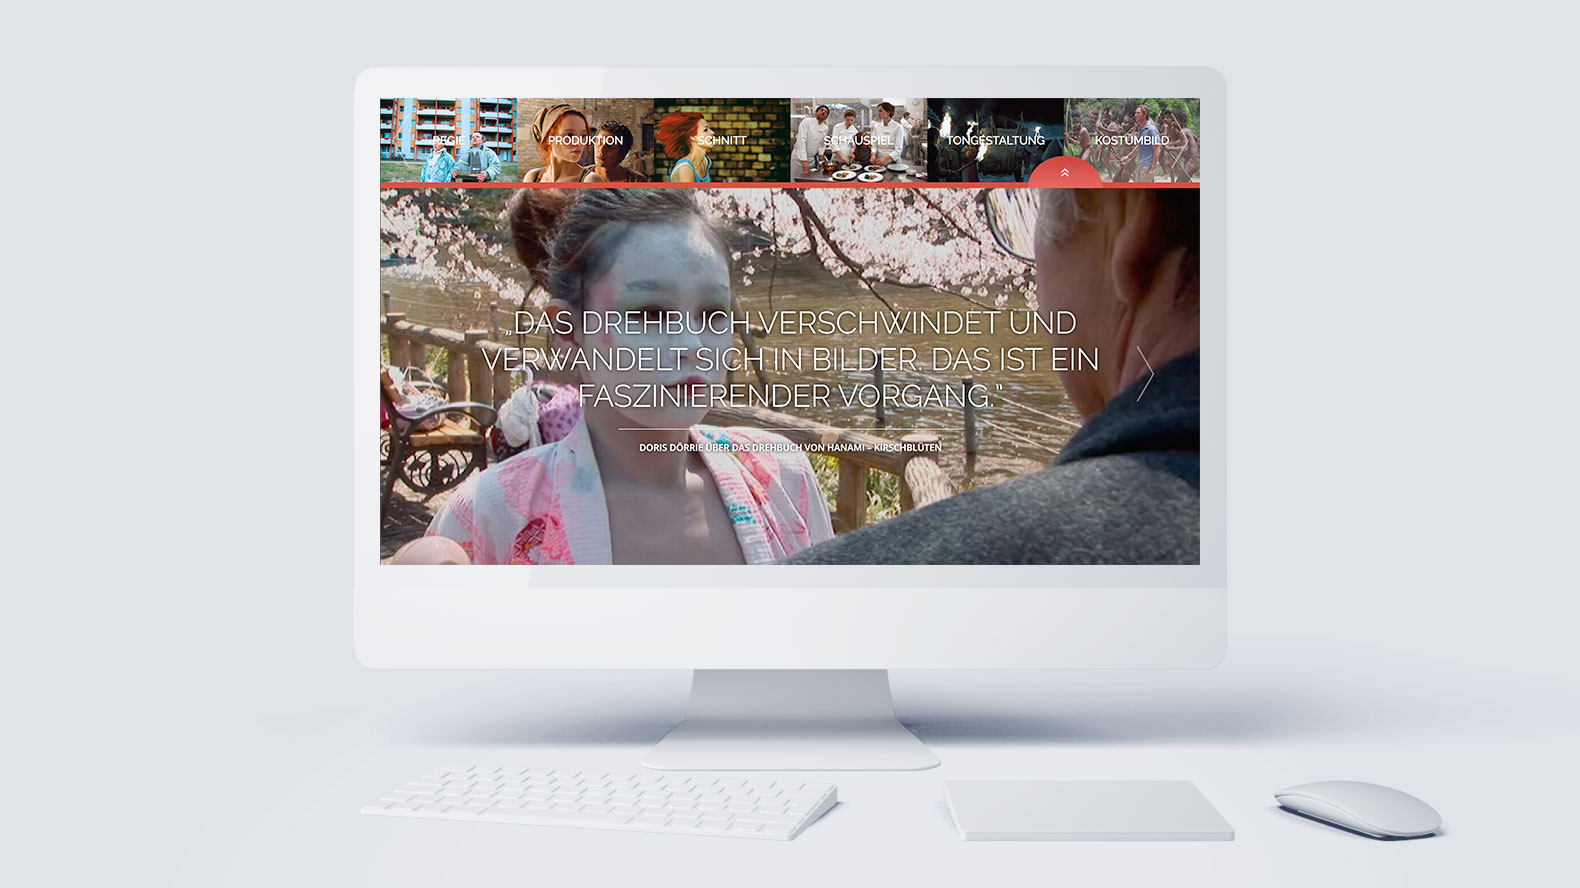 REGIE
PRODUKTION
SCHNITT
SCHAUSPIEL
TONGESTALTUNG
KOSTÜMBILD
„DAS DREHBUCH VERSCHWINDET UND
VERWANDELT SICH IN BILDER. DAS IST EIN
FASZINIERENDER VORGANG.”
DORIS DÖRRIE ÜBER DAS DREHBUCH VON HANAMI – KIRSCHBLÜTEN